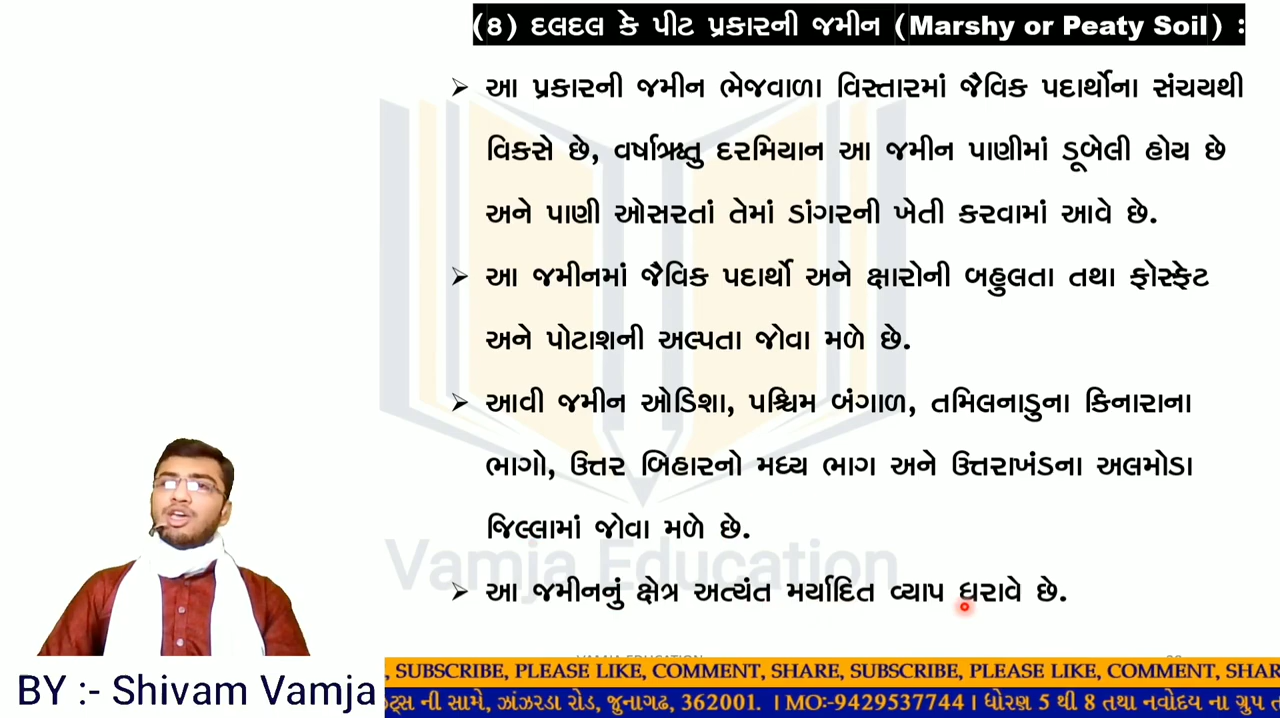 (૪) દલદલ કે પીટ પ્રકારની જમીન (Marshy or Peaty Soil) :
➢ આ પ્રકારની જમીન ભેજવાળા વિસ્તારમાં જૈવિક પદાર્થોના સંચયથી
વિકસે છે, વર્ષાઋતુ દરમિયાન આ જમીન પાણીમાં ડૂબેલી હોય છે
અને પાણી ઓસરતાં તેમાં ડાંગરની ખેતી કરવામાં આવે છે.
➢ આ જમીનમાં જૈવિક પદાર્થો અને ક્ષારોની બહુલતા તથા ફોસ્ફેટ
અને પોટાશની અલ્પતા જોવા મળે છે.
➢ આવી જમીન ઓડિશા, પશ્ચિમ બંગાળ, તમિલનાડુના કિનારાના
ભાગો, ઉત્તર બિહારનો મધ્ય ભાગ અને ઉત્તરાખંડના અલમોડા
જિલ્લામાં જોવા મળે છે.
Vamja Education
➢ આ જમીનનું ક્ષેત્ર અત્યંત મર્યાદિત વ્યાપ ધરાવે છે.
, SUBSCRIBE, PLEASE LIKE, COMMENT, SHARE, SUBSCRIBE, PLEASE LIKE, COMMENT, SHAR
BY :- Shivam Vamja
ની સામે, ઝાંઝરડા રોડ, જુનાગઢ, 362001. । MO:-9429537744 । ધોરણ 5 થી 8 તથા નવોદય ના ગ્રુપ